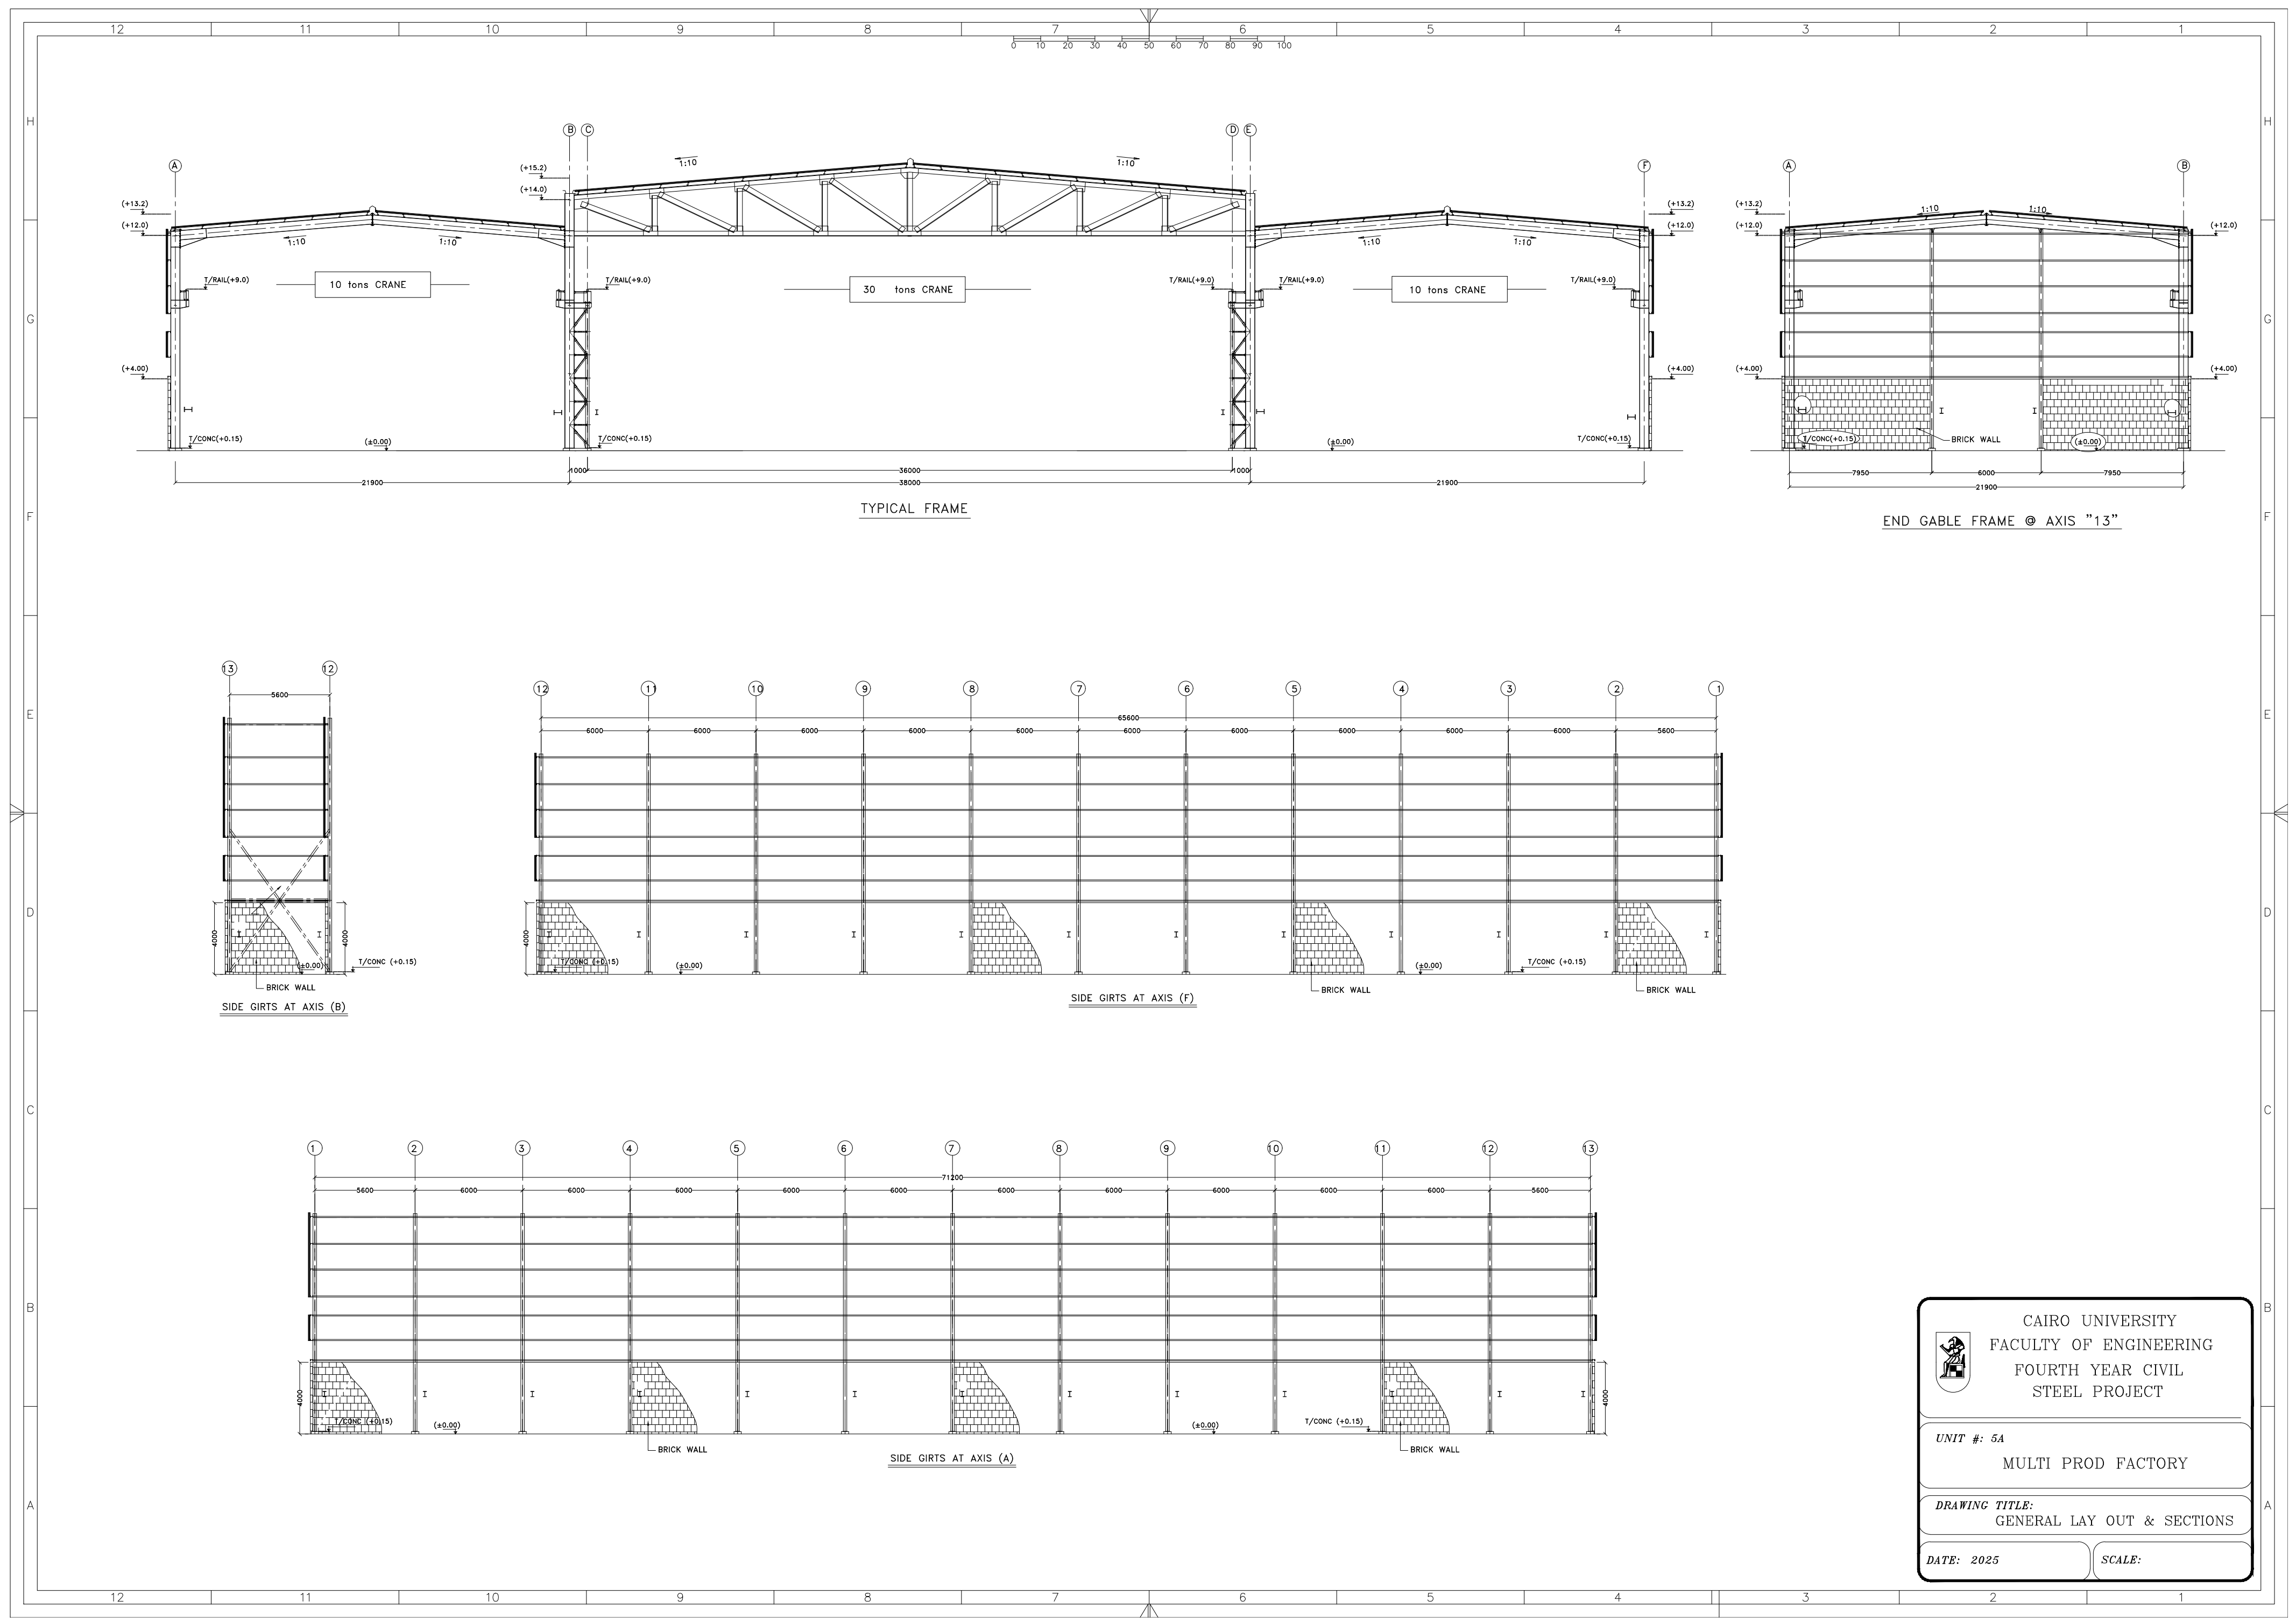 12 11 10 9 8 7 6 5 4 3 2 1
0 10 20 30 40 50 60 70 80 90 100
H H
G G
F F
E E
D D
C C
B B
A A
A B C D E F
(+13.2)
(+12.0)
(+15.2)
(+14.0)
1:10 1:10
1:10 1:10
1:10 1:10
(+13.2)
(+12.0)
T/RAIL(+9.0)
10 tons CRANE
T/RAIL(+9.0)
30 tons CRANE
T/RAIL(+9.0)
T/RAIL(+9.0)
10 tons CRANE
T/RAIL(+9.0)
(+4.00)
(+4.00)
T/CONC(+0.15)
(±0.00)
T/CONC(+0.15)
(±0.00)
T/CONC(+0.15)
1000 36000 1000
21900 38000 21900
TYPICAL FRAME
A B
(+13.2)
(+12.0)
1:10 1:10
(+12.0)
(+4.00)
(+4.00)
T/CONC(+0.15)
BRICK WALL
(±0.00)
7950 6000 7950
21900
END GABLE FRAME @ AXIS "13"
13 12
5600
4000 4000
(±0.00)
T/CONC (+0.15)
BRICK WALL
SIDE GIRTS AT AXIS (B)
12 11 10 9 8 7 6 5 4 3 2 1
65600
6000 6000 6000 6000 6000 6000 6000 6000 6000 6000 5600
4000
T/CONC (+0.15)
(±0.00)
(±0.00)
T/CONC (+0.15)
BRICK WALL
BRICK WALL
SIDE GIRTS AT AXIS (F)
1 2 3 4 5 6 7 8 9 10 11 12 13
71200
5600 6000 6000 6000 6000 6000 6000 6000 6000 6000 6000 5600
4000 4000
T/CONC (+0.15)
(±0.00)
(±0.00)
T/CONC (+0.15)
BRICK WALL
BRICK WALL
SIDE GIRTS AT AXIS (A)
CAIRO UNIVERSITY
FACULTY OF ENGINEERING
FOURTH YEAR CIVIL
STEEL PROJECT
UNIT #: 5A
MULTI PROD FACTORY
DRAWING TITLE:
GENERAL LAY OUT & SECTIONS
DATE: 2025
SCALE:
12 11 10 9 8 7 6 5 4 3 2 1